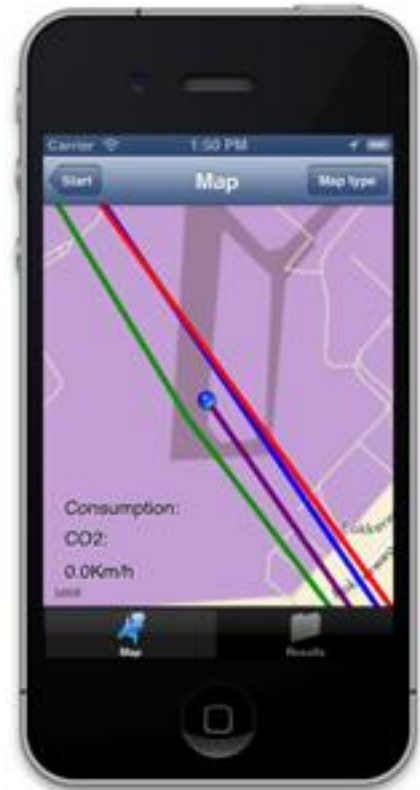 Carrier 1:50 PM
Start Map Map type
Consumption:
CO2:
0.0Km/h
Map Results